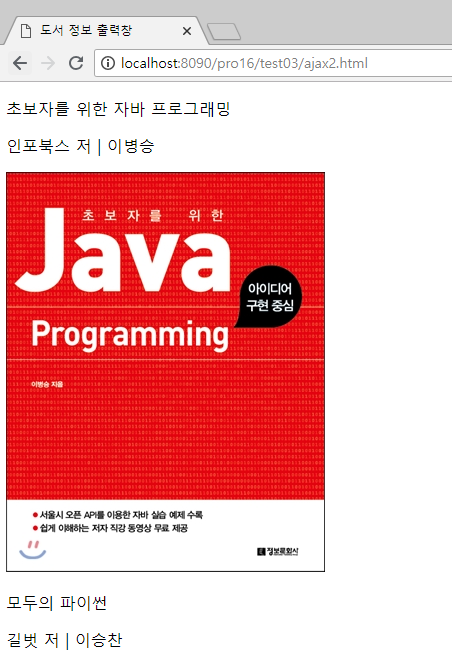 도서 정보 출력창
localhost:8090/pro16/test03/ajax2.html
초보자를 위한 자바 프로그래밍
인포북스 저 | 이병승
초보자를 위한
Java
아이디어
구현 중심
Programming
이병승 지음
서울시 오픈 API를 이용한 자바 실습 예제 수록
쉽게 이해하는 저자 직강 동영상 무료 제공
정보문화사
모두의 파이썬
길벗 저 | 이승찬